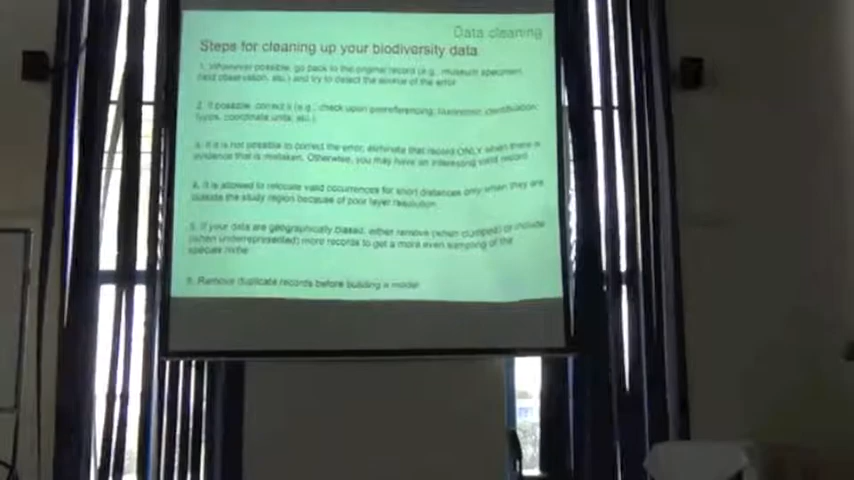 Data cleaning
Steps for cleaning up your biodiversity data
1. Whenever possible, go back to the original record (e.g., museum specimen,
field observation, etc.) and try to detect the source of the error
2. If possible, correct it (e.g., check upon georeferencing, taxonomic identification,
typos, coordinate units, etc.)
3. If it is not possible to correct the error, eliminate that record ONLY when there is
evidence that is mistaken. Otherwise, you may have an interesting valid record
4. It is allowed to relocate valid occurrences for short distances only when they are
outside the study region because of poor layer resolution
5. If your data are geographically biased, either remove (when clumped) or include
(when underrepresented) more records to get a more even sampling of the
species niche
6. Remove duplicate records before building a model